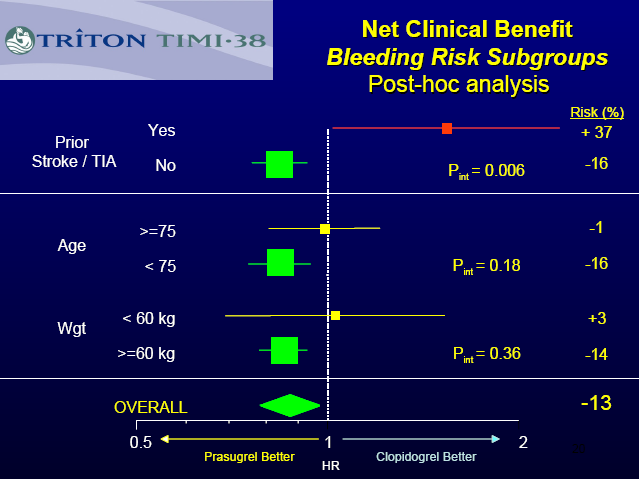 TRITON TIMI-38
Net Clinical Benefit
Bleeding Risk Subgroups
Post-hoc analysis
Risk (%)
Prior
Stroke / TIA
Yes
+ 37
No
Pint = 0.006
-16
Age
>=75
-1
< 75
Pint = 0.18
-16
Wgt
< 60 kg
+3
>=60 kg
Pint = 0.36
-14
OVERALL
-13
0.5
1
2
Prasugrel Better
HR
Clopidogrel Better